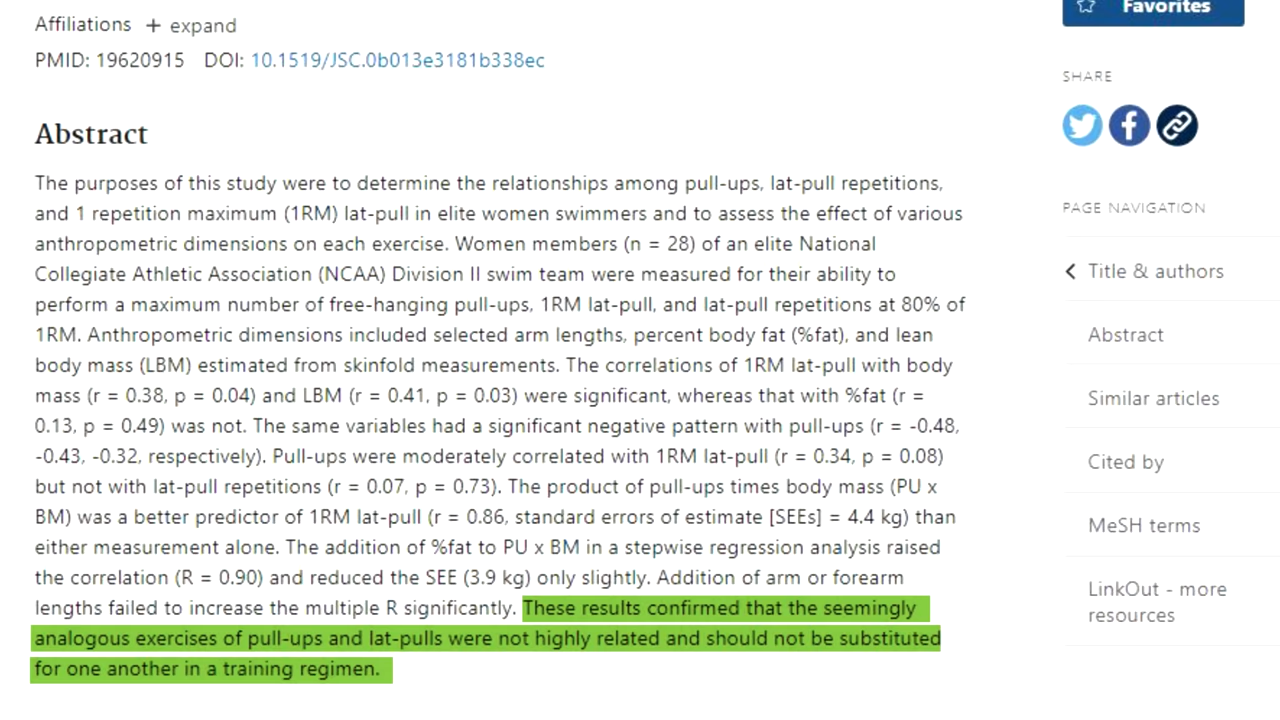 Affiliations + expand
PMID: 19620915 DOI: 10.1519/JSC.0b013e3181b338ec
Abstract
The purposes of this study were to determine the relationships among pull-ups, lat-pull repetitions,
and 1 repetition maximum (1RM) lat-pull in elite women swimmers and to assess the effect of various
anthropometric dimensions on each exercise. Women members (n = 28) of an elite National
Collegiate Athletic Association (NCAA) Division II swim team were measured for their ability to
perform a maximum number of free-hanging pull-ups, 1RM lat-pull, and lat-pull repetitions at 80% of
1RM. Anthropometric dimensions included selected arm lengths, percent body fat (%fat), and lean
body mass (LBM) estimated from skinfold measurements. The correlations of 1RM lat-pull with body
mass (r = 0.38, p = 0.04) and LBM (r = 0.41, p = 0.03) were significant, whereas that with %fat (r =
0.13, p = 0.49) was not. The same variables had a significant negative pattern with pull-ups (r = -0.48,
-0.43, -0.32, respectively). Pull-ups were moderately correlated with 1RM lat-pull (r = 0.34, p = 0.08)
but not with lat-pull repetitions (r = 0.07, p = 0.73). The product of pull-ups times body mass (PU x
BM) was a better predictor of 1RM lat-pull (r = 0.86, standard errors of estimate [SEEs] = 4.4 kg) than
either measurement alone. The addition of %fat to PU x BM in a stepwise regression analysis raised
the correlation (R = 0.90) and reduced the SEE (3.9 kg) only slightly. Addition of arm or forearm
lengths failed to increase the multiple R significantly. These results confirmed that the seemingly
analogous exercises of pull-ups and lat-pulls were not highly related and should not be substituted
for one another in a training regimen.
Favorites
SHARE
PAGE NAVIGATION
Title & authors
Abstract
Similar articles
Cited by
MeSH terms
LinkOut - more
resources